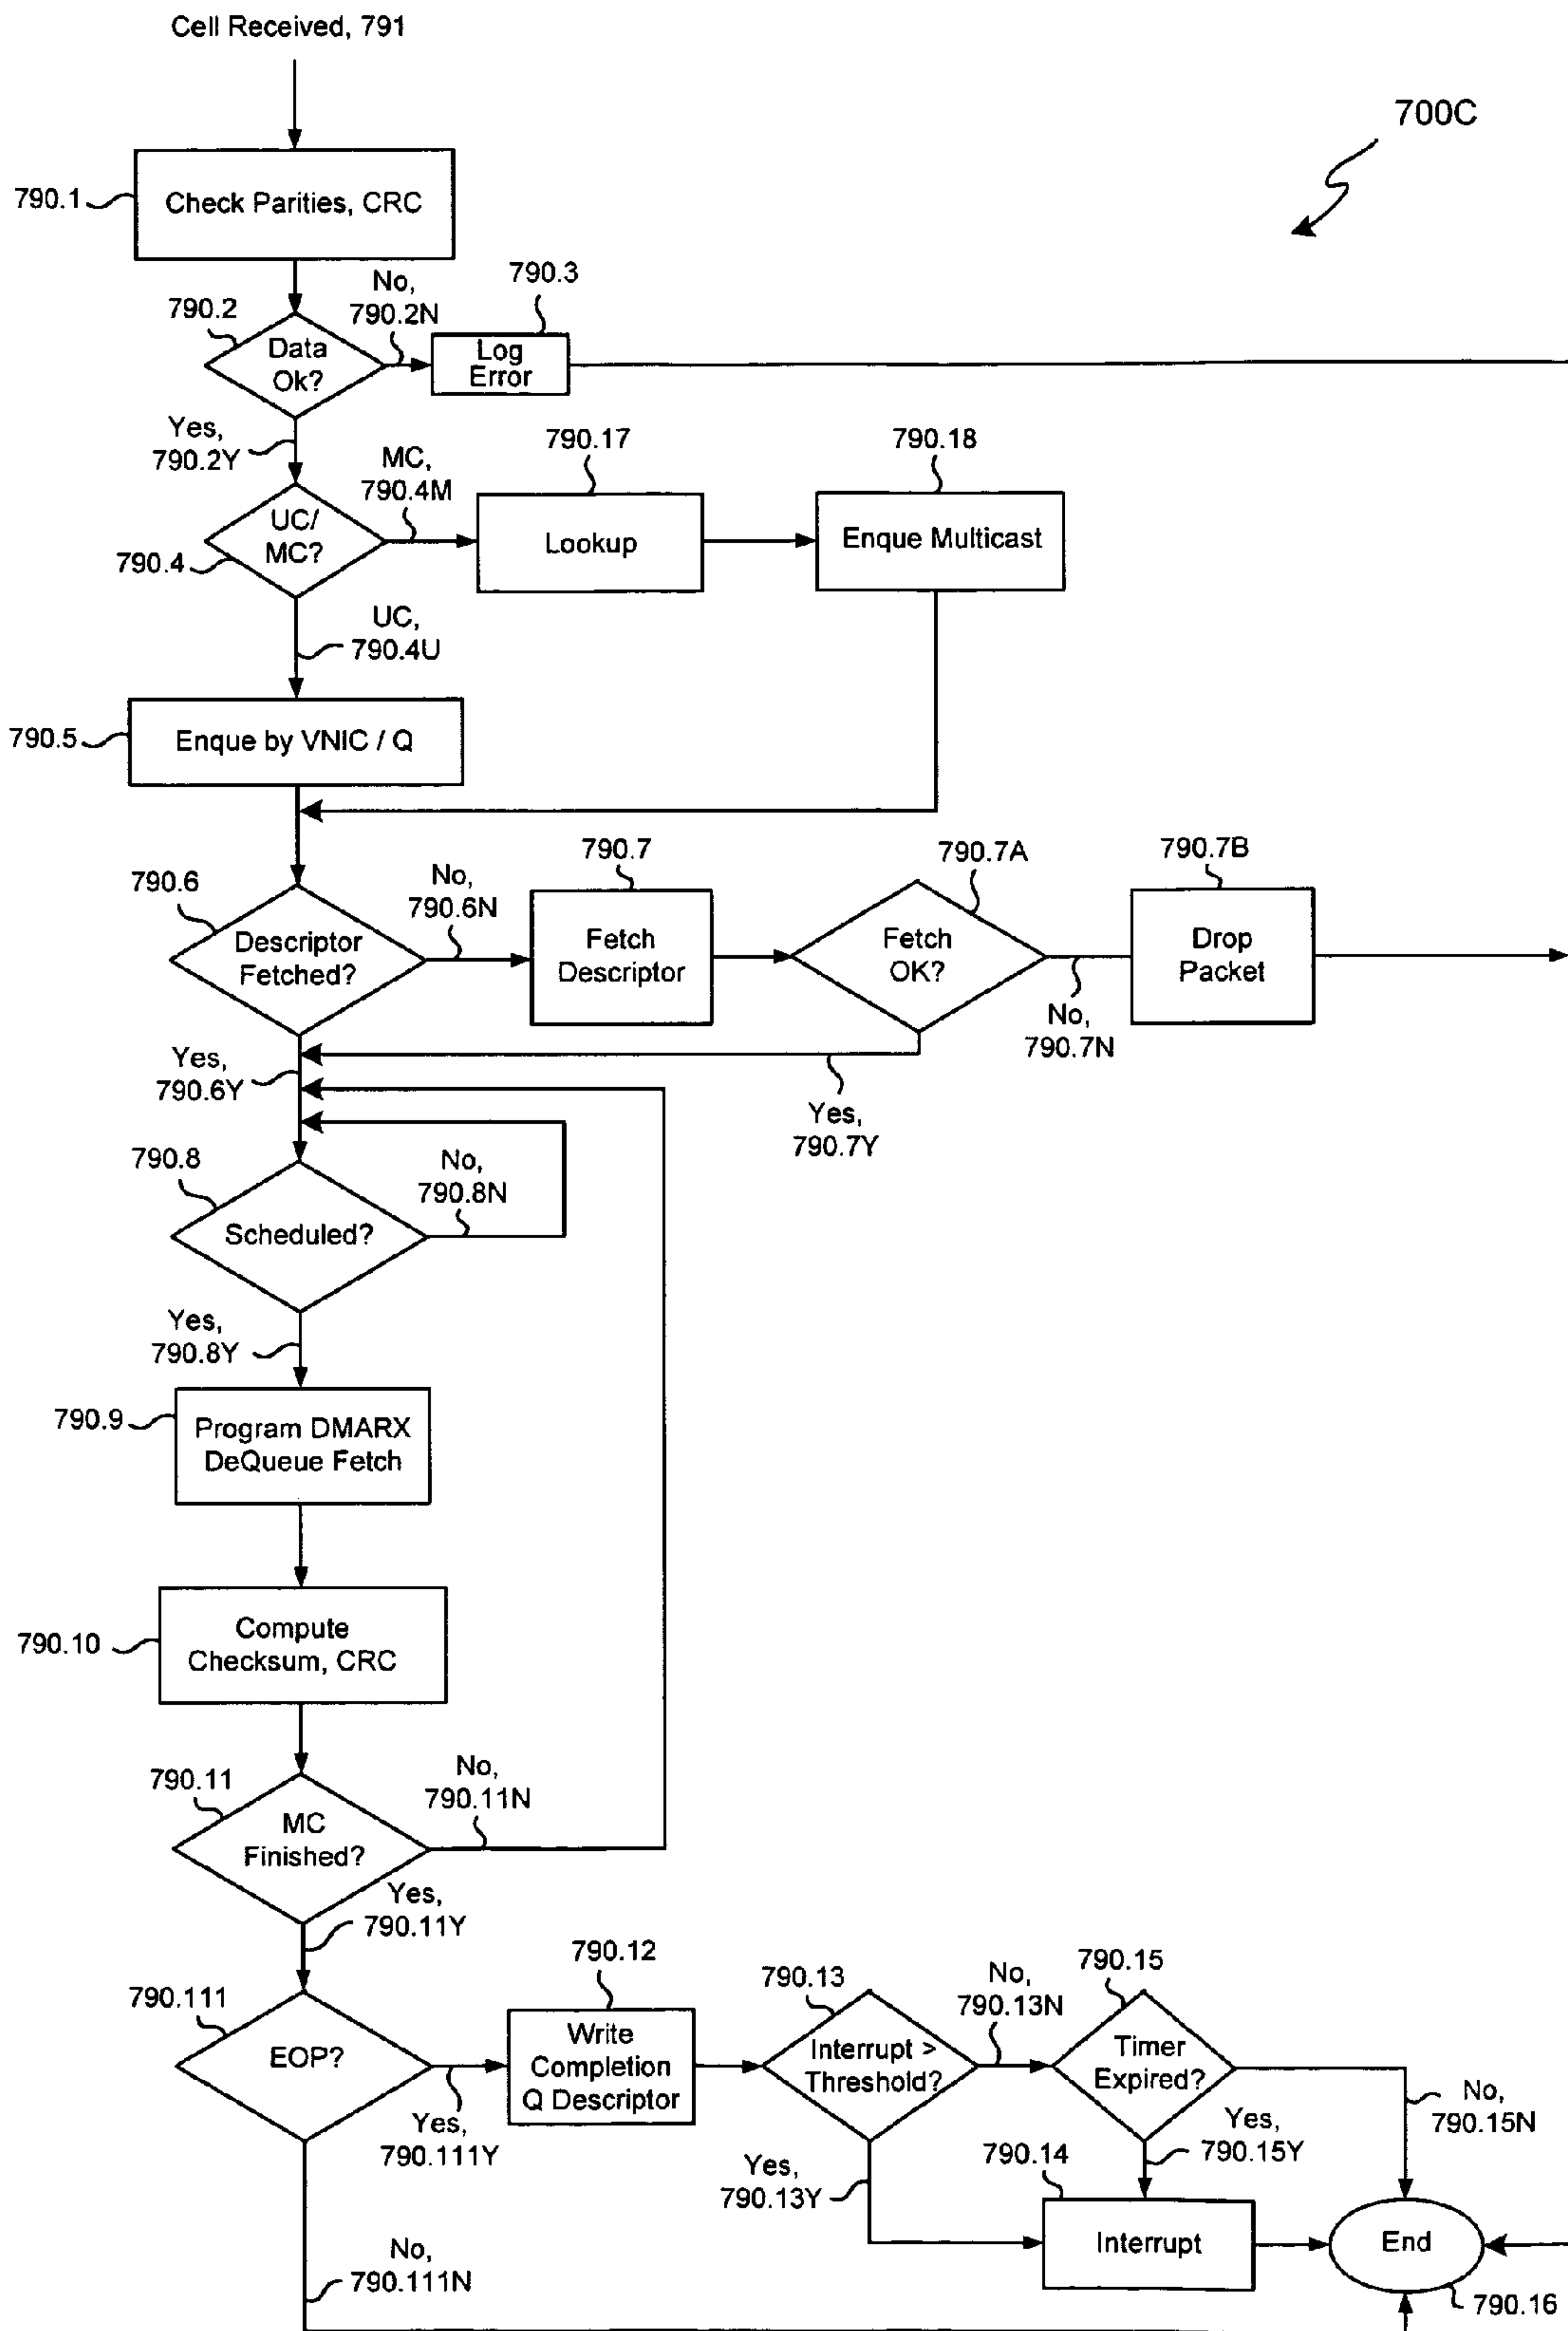 Cell Received, 791
700C
790.1
Check Parities, CRC
790.2
Data
Ok?
No,
790.2N
790.3
Log
Error
Yes,
790.2Y
790.4
UC/
MC?
MC,
790.4M
790.17
Lookup
790.18
Enque Multicast
UC,
790.4U
790.5
Enque by VNIC / Q
790.6
Descriptor
Fetched?
No,
790.6N
790.7
Fetch
Descriptor
790.7A
Fetch
OK?
790.7B
Drop
Packet
No,
790.7N
Yes,
790.6Y
Yes,
790.7Y
790.8
Scheduled?
No,
790.8N
Yes,
790.8Y
790.9
Program DMARX
DeQueue Fetch
790.10
Compute
Checksum, CRC
790.11
MC
Finished?
No,
790.11N
Yes,
790.11Y
790.111
EOP?
Yes,
790.111Y
790.12
Write
Completion
Q Descriptor
790.13
Interrupt >
Threshold?
No,
790.13N
790.15
Timer
Expired?
No,
790.15N
Yes,
790.13Y
Yes,
790.15Y
790.14
Interrupt
End
790.16
No,
790.111N